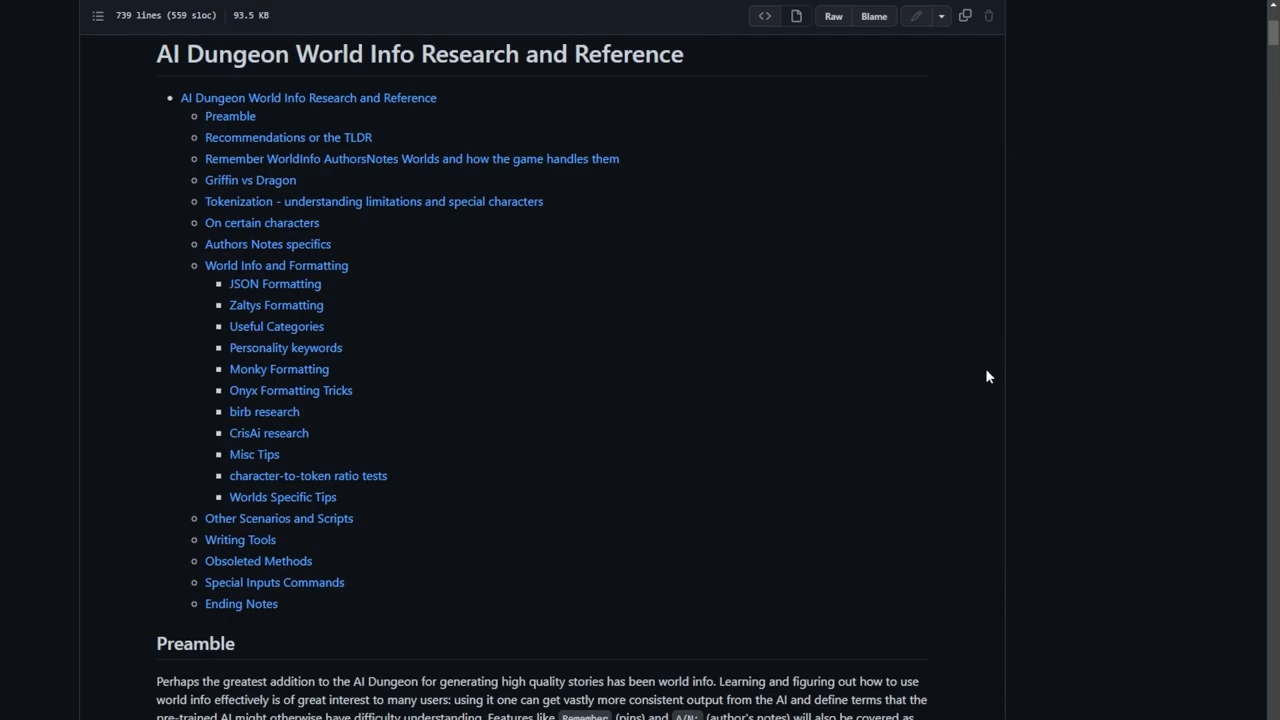 739 lines (559 sloc) 93.5 KB Raw Blame
AI Dungeon World Info Research and Reference
AI Dungeon World Info Research and Reference
Preamble
Recommendations or the TLDR
Remember WorldInfo AuthorsNotes Worlds and how the game handles them
Griffin vs Dragon
Tokenization - understanding limitations and special characters
On certain characters
Authors Notes specifics
World Info and Formatting
JSON Formatting
Zaltys Formatting
Useful Categories
Personality keywords
Monky Formatting
Onyx Formatting Tricks
birb research
CrisAi research
Misc Tips
character-to-token ratio tests
Worlds Specific Tips
Other Scenarios and Scripts
Writing Tools
Obsoleted Methods
Special Inputs Commands
Ending Notes
Preamble
Perhaps the greatest addition to the AI Dungeon for generating high quality stories has been world info. Learning and figuring out how to use
world info effectively is of great interest to many users: using it one can get vastly more consistent output from the AI and define terms that the
pre-trained AI might otherwise have difficulty understanding. Features like Remember (pins) and A/N: (author's notes) will also be covered as